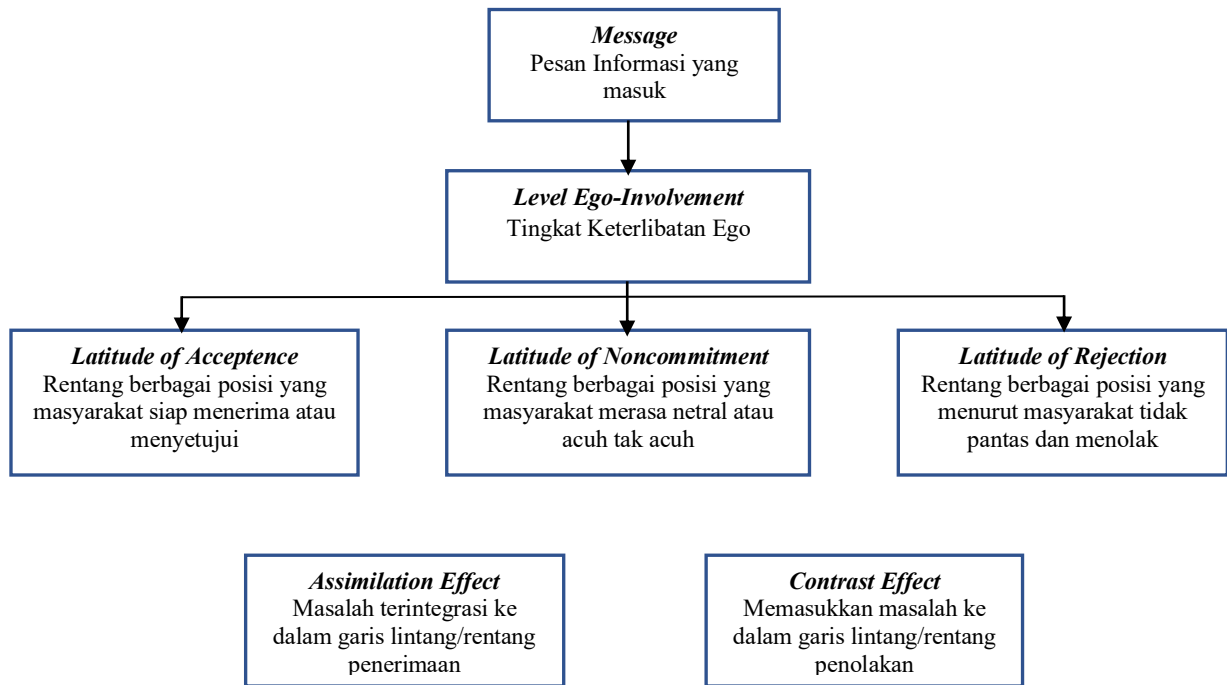 Message
Pesan Informasi yang
masuk
Level Ego-Involvement
Tingkat Keterlibatan Ego
Latitude of Acceptence
Rentang berbagai posisi yang
masyarakat siap menerima atau
menyetujui
Latitude of Noncommitment
Rentang berbagai posisi yang
masyarakat merasa netral atau
acuh tak acuh
Latitude of Rejection
Rentang berbagai posisi yang
menurut masyarakat tidak
pantas dan menolak
Assimilation Effect
Masalah terintegrasi ke
dalam garis lintang/rentang
penerimaan
Contrast Effect
Memasukkan masalah ke
dalam garis lintang/rentang
penolakan